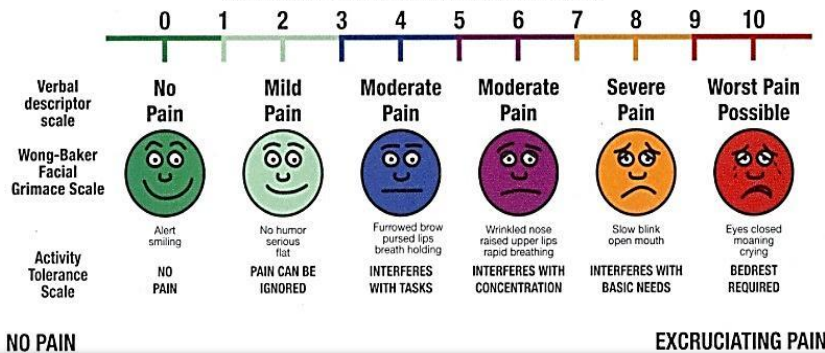 0 1 2 3 4 5 6 7 8 9 10
Verbal
descriptor
scale
No
Pain
Mild
Pain
Moderate
Pain
Moderate
Pain
Severe
Pain
Worst Pain
Possible
Wong-Baker
Facial
Grimace Scale
Alert
smiling
No humor
serious
flat
Furrowed brow
pursed lips
breath holding
Wrinkled nose
raised upper lips
rapid breathing
Slow blink
open mouth
Eyes closed
moaning
crying
Activity
Tolerance
Scale
NO
PAIN
PAIN CAN BE
IGNORED
INTERFERES
WITH TASKS
INTERFERES WITH
CONCENTRATION
INTERFERES WITH
BASIC NEEDS
BEDREST
REQUIRED
NO PAIN
EXCRUCIATING PAIN